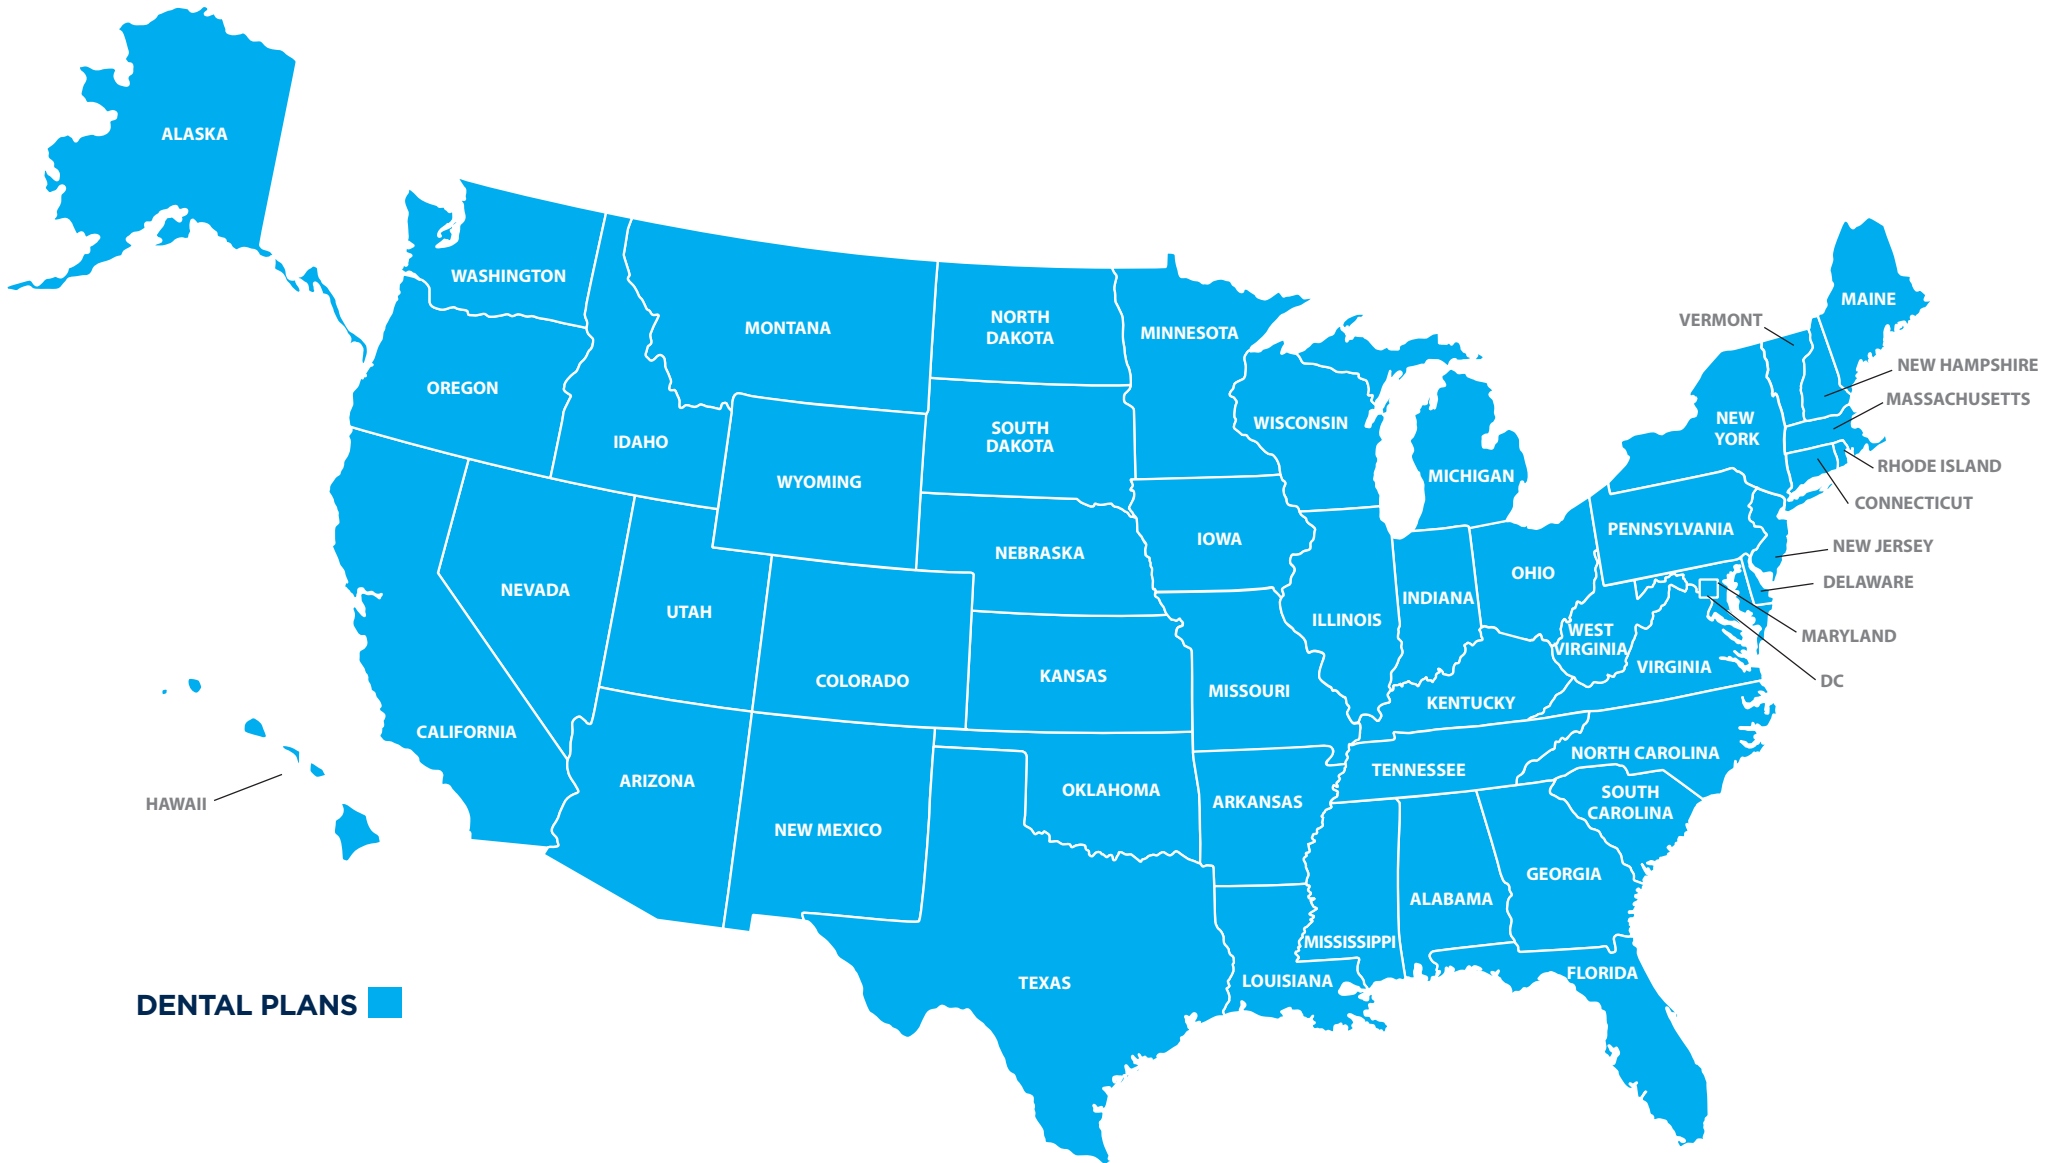 ALASKA
WASHINGTON
MONTANA
NORTH
DAKOTA
MINNESOTA
MAINE
VERMONT
NEW HAMPSHIRE
MASSACHUSETTS
OREGON
IDAHO
WYOMING
SOUTH
DAKOTA
WISCONSIN
MICHIGAN
NEW
YORK
RHODE ISLAND
CONNECTICUT
NEVADA
UTAH
NEBRASKA
IOWA
ILLINOIS
INDIANA
OHIO
PENNSYLVANIA
NEW JERSEY
DELAWARE
MARYLAND
DC
WEST
VIRGINIA
VIRGINIA
COLORADO
KANSAS
MISSOURI
KENTUCKY
CALIFORNIA
HAWAII
ARIZONA
NEW MEXICO
OKLAHOMA
ARKANSAS
TENNESSEE
NORTH CAROLINA
SOUTH
CAROLINA
GEORGIA
ALABAMA
MISSISSIPPI
TEXAS
LOUISIANA
FLORIDA
DENTAL PLANS